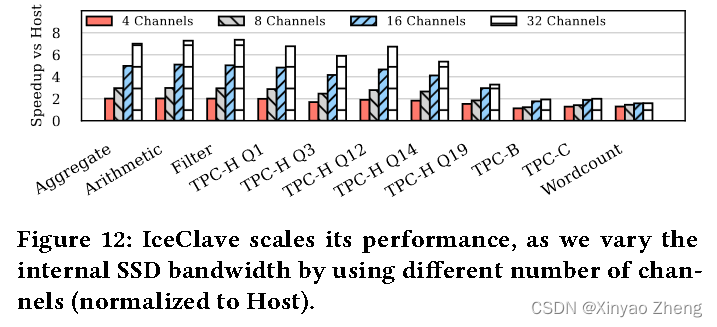 4 Channels 8 Channels 16 Channels 32 Channels
Speedup vs Host
8
6
4
2
0
Aggregate
Arithmetic
Filter
TPC-H Q1
TPC-H Q3
TPC-H Q12
TPC-H Q14
TPC-H Q19
TPC-B
TPC-C
Wordcount
Figure 12: IceClave scales its performance, as we vary the
internal SSD bandwidth by using different number of chan-
nels (normalized to Host).
CSDN @Xinyao Zheng